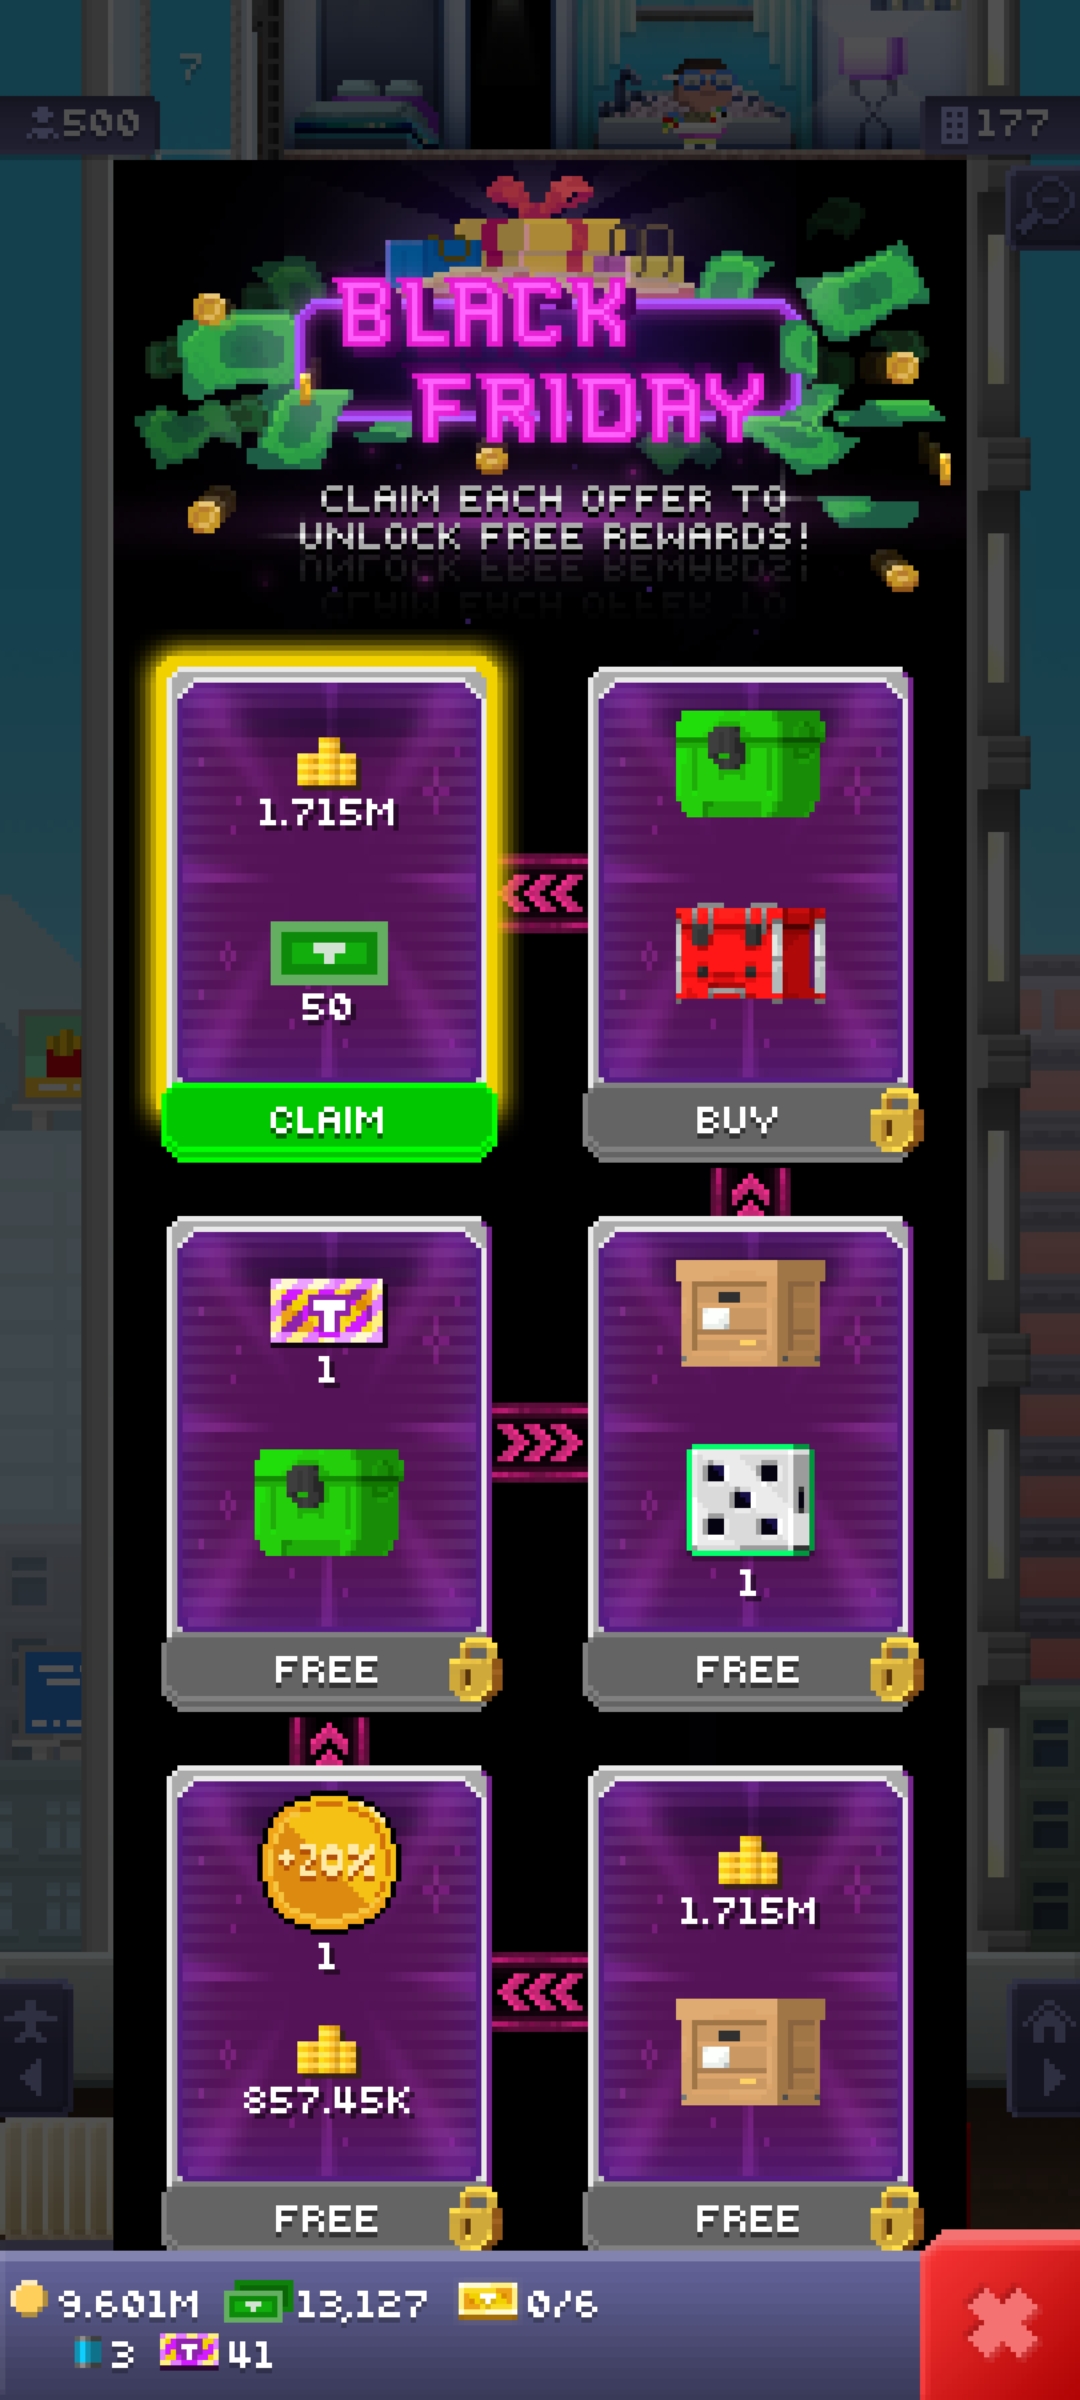 7
500
177
BLACK
FRIDAY
CLAIM EACH OFFER TO
UNLOCK FREE REWARDS!
1.715M
50
CLAIM
BUY
T
1
1
FREE
FREE
+20%
1
857.45K
1.715M
FREE
FREE
9.601M 13,127 0/6
3 T 41